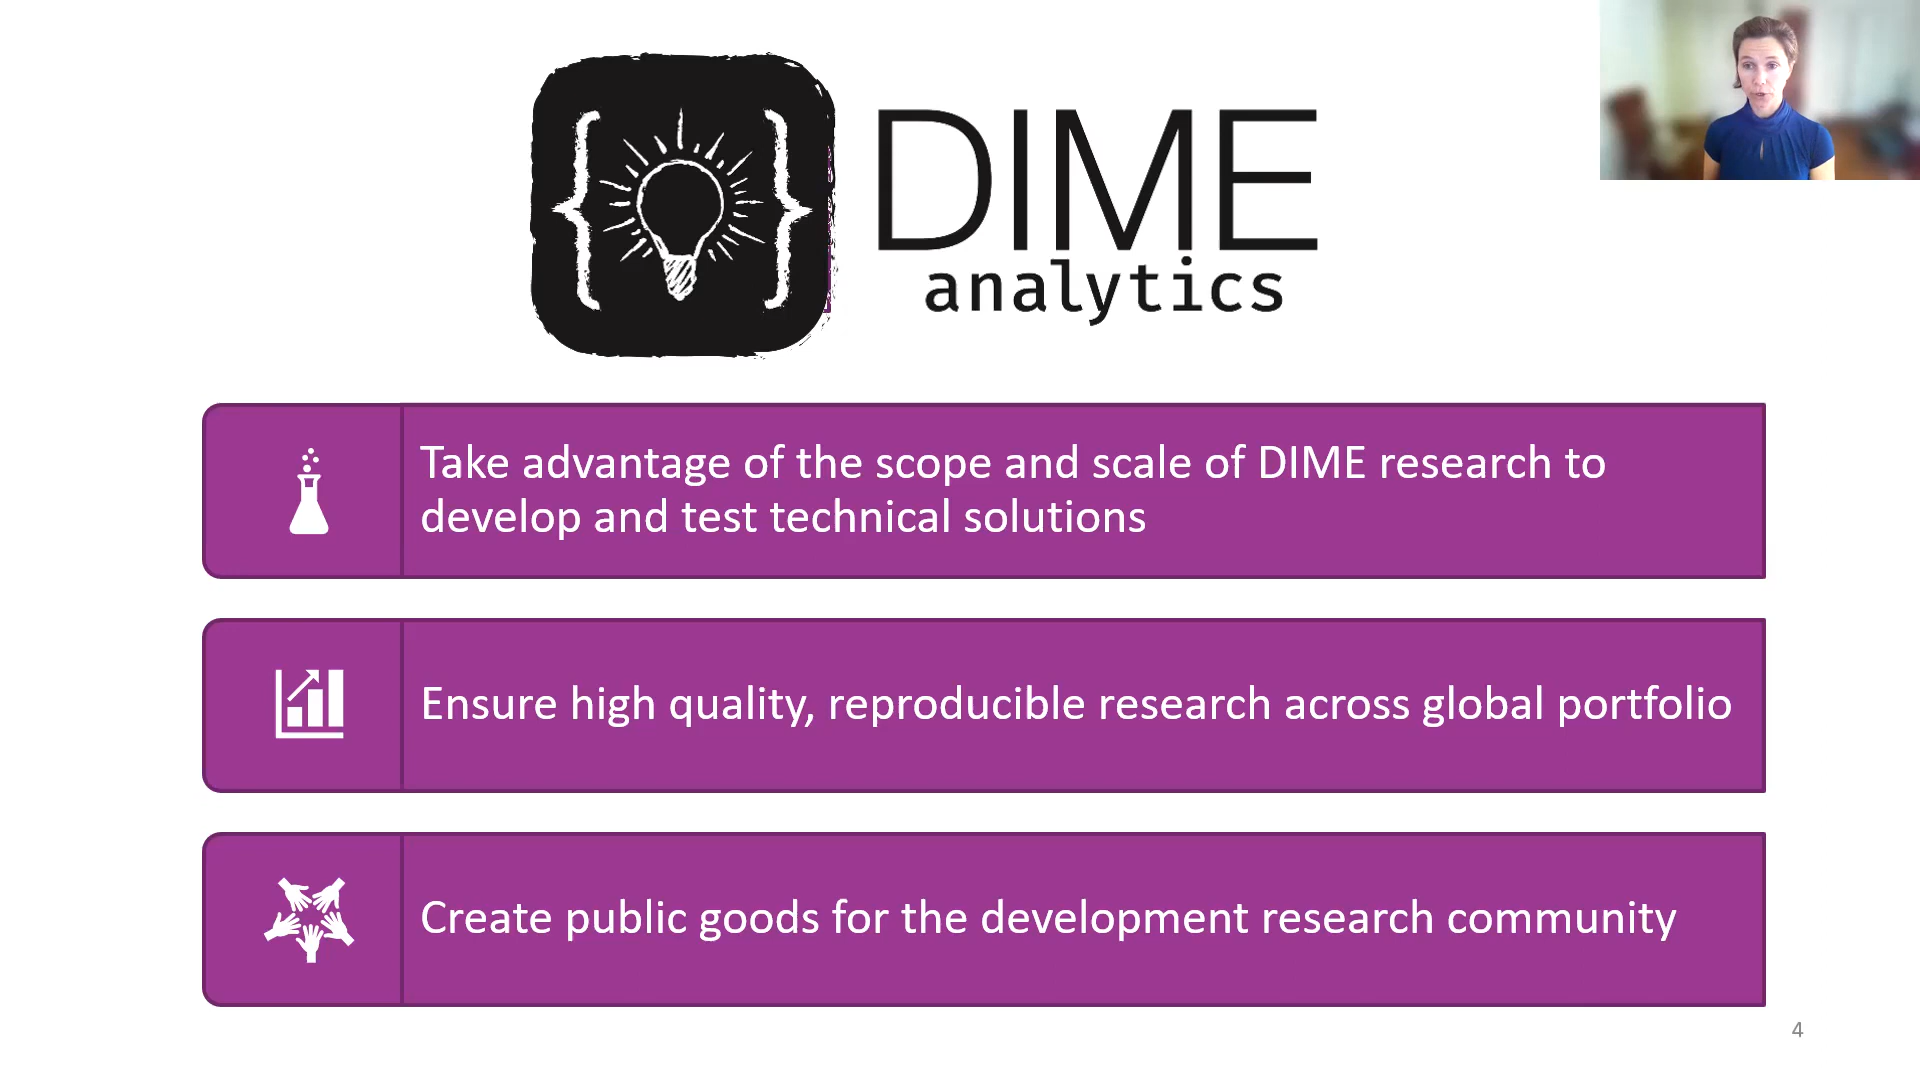 DIME
analytics
Take advantage of the scope and scale of DIME research to
develop and test technical solutions
Ensure high quality, reproducible research across global portfolio
Create public goods for the development research community
4